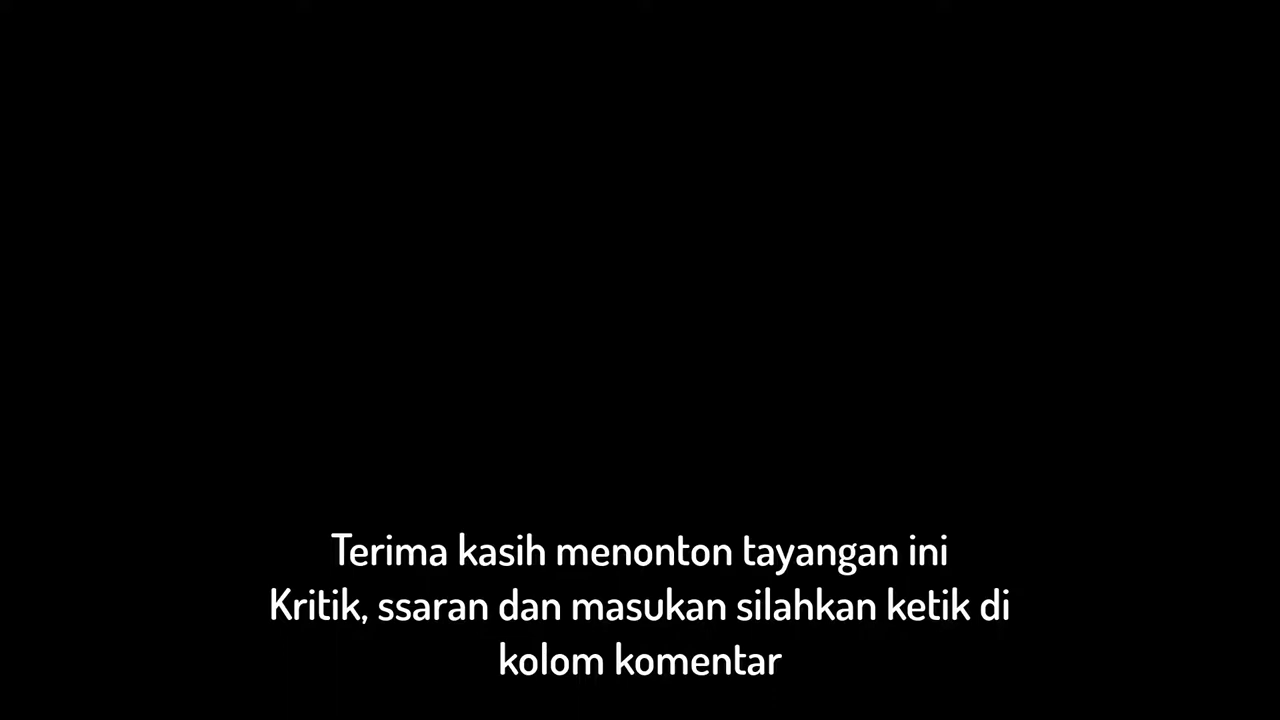 Terima kasih menonton tayangan ini
Kritik, ssaran dan masukan silahkan ketik di
kolom komentar